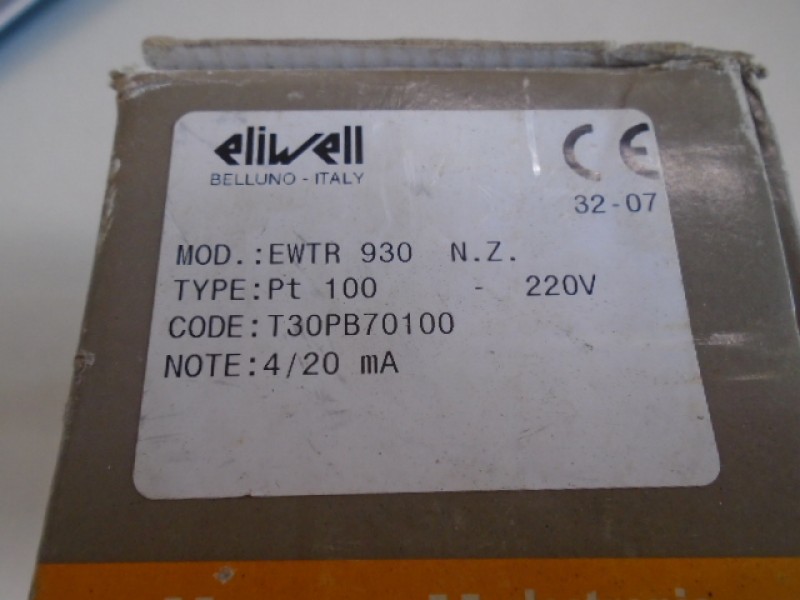 eliwell
BELLUNO - ITALY
CE
32-07
MOD.:EWTR 930 N.Z.
TYPE:Pt 100 - 220V
CODE:T30PB70100
NOTE:4/20 mA